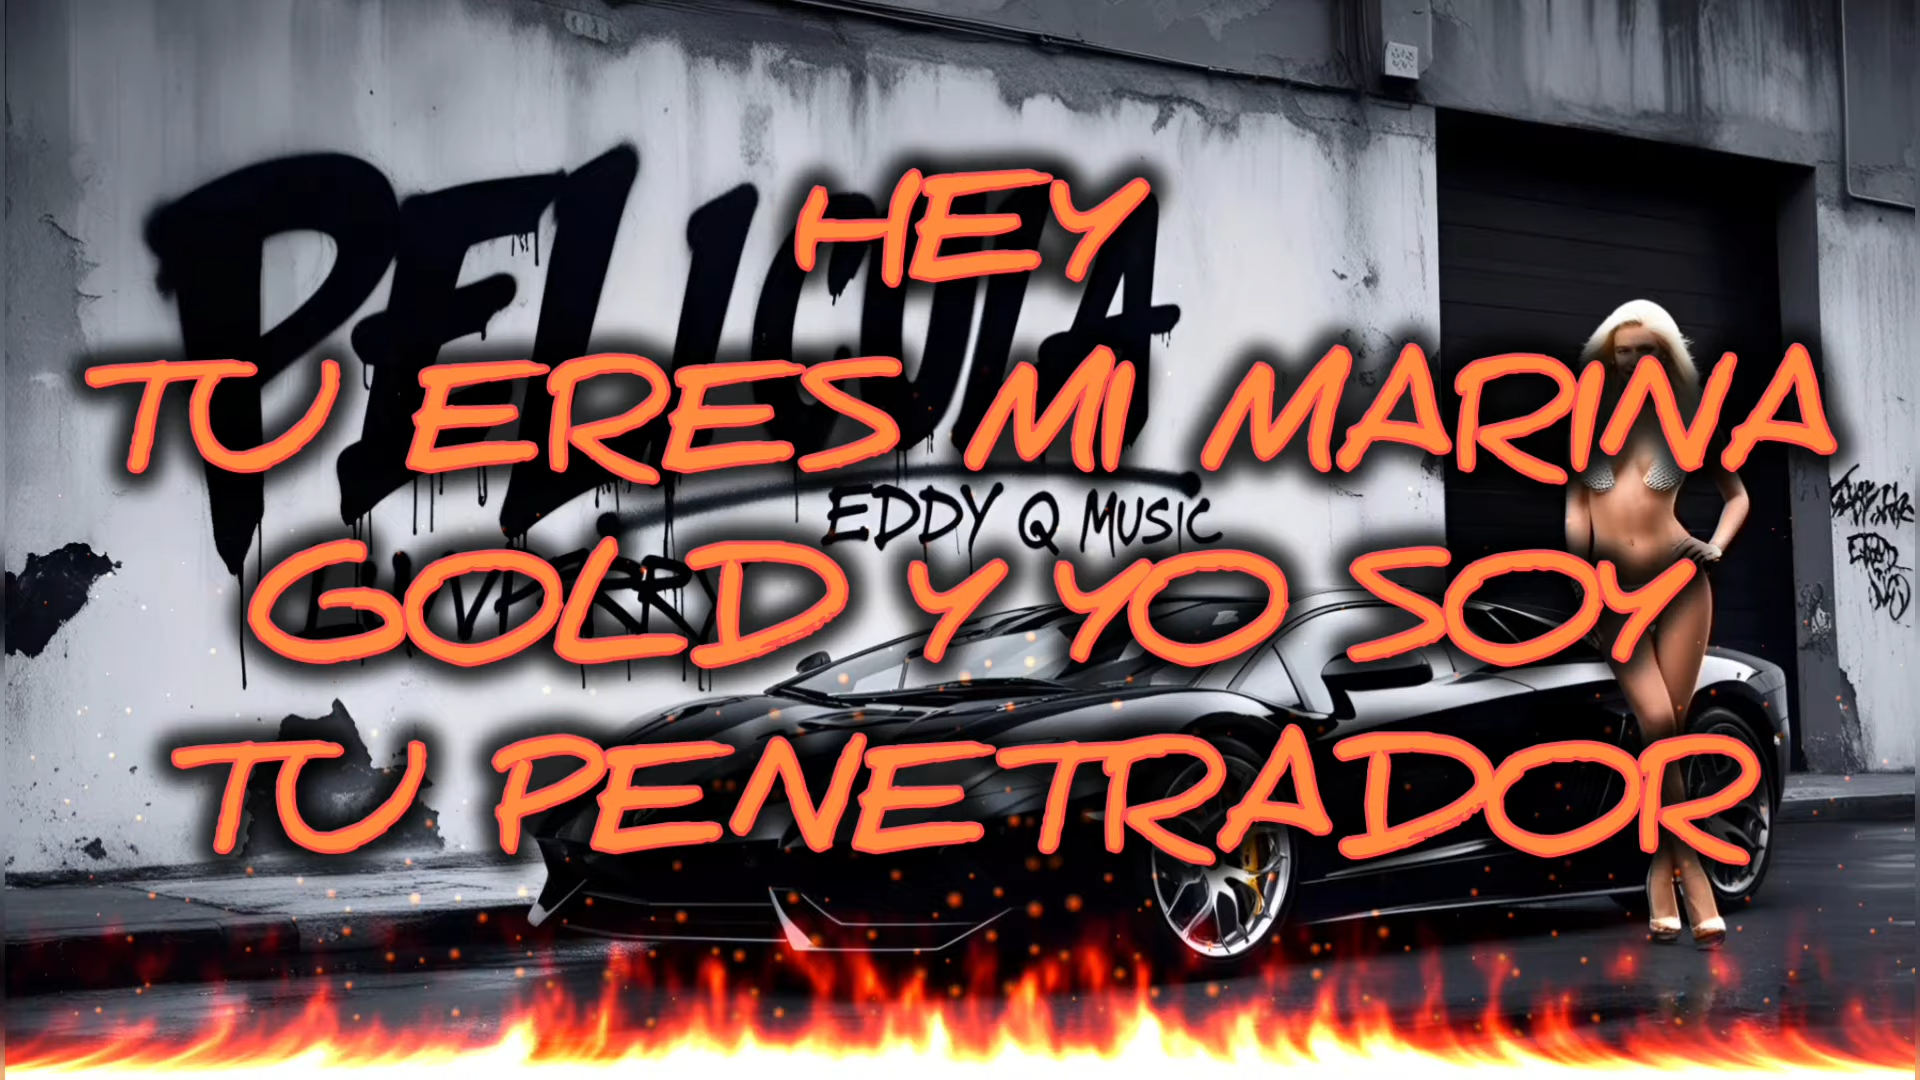 PELICULA
HEY
TU ERES MI MARINA
EDDY Q MUSIC
GOLD Y YO SOY
TU PENETRADOR